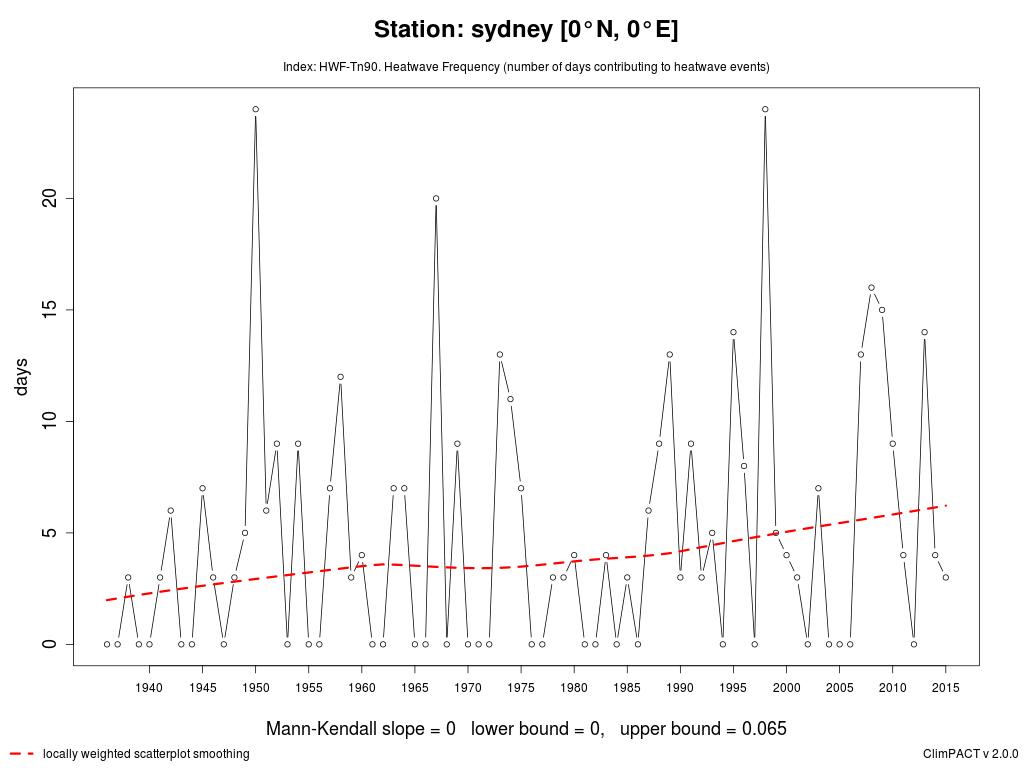 Station: sydney [0°N, 0°E]
Index: HWF-Tn90. Heatwave Frequency (number of days contributing to heatwave events)
20
15
10
5
0
days
1940 1945 1950 1955 1960 1965 1970 1975 1980 1985 1990 1995 2000 2005 2010 2015
Mann-Kendall slope = 0 lower bound = 0, upper bound = 0.065
locally weighted scatterplot smoothing
ClimPACT v 2.0.0